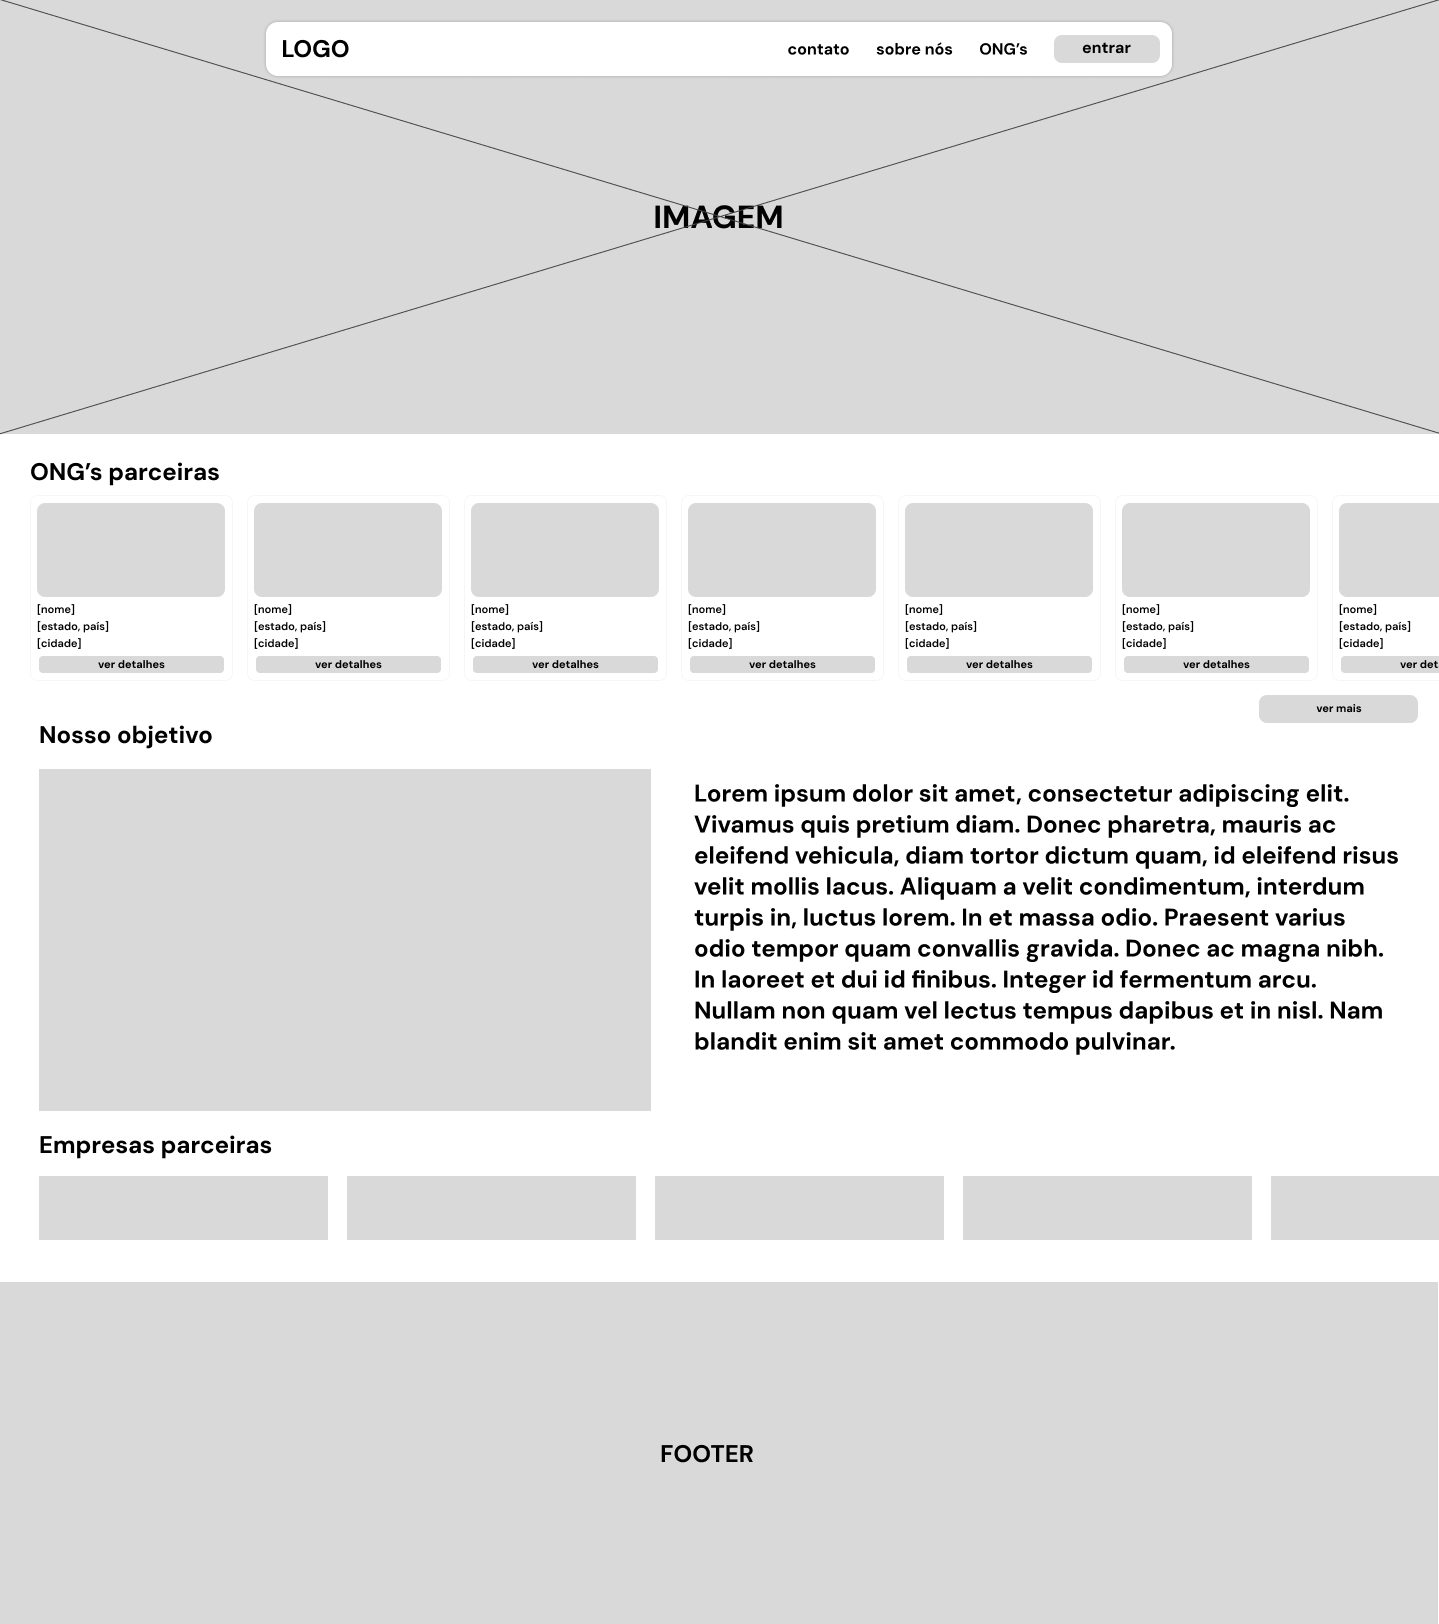 LOGO
contato
sobre nós
ONG’s
entrar
IMAGEM
ONG’s parceiras
[nome]
[estado, país]
[cidade]
ver detalhes
[nome]
[estado, país]
[cidade]
ver detalhes
[nome]
[estado, país]
[cidade]
ver detalhes
[nome]
[estado, país]
[cidade]
ver detalhes
[nome]
[estado, país]
[cidade]
ver detalhes
[nome]
[estado, país]
[cidade]
ver detalhes
[nome]
[estado, país]
[cidade]
ver det
ver mais
Nosso objetivo
Lorem ipsum dolor sit amet, consectetur adipiscing elit.
Vivamus quis pretium diam. Donec pharetra, mauris ac
eleifend vehicula, diam tortor dictum quam, id eleifend risus
velit mollis lacus. Aliquam a velit condimentum, interdum
turpis in, luctus lorem. In et massa odio. Praesent varius
odio tempor quam convallis gravida. Donec ac magna nibh.
In laoreet et dui id finibus. Integer id fermentum arcu.
Nullam non quam vel lectus tempus dapibus et in nisl. Nam
blandit enim sit amet commodo pulvinar.
Empresas parceiras
FOOTER